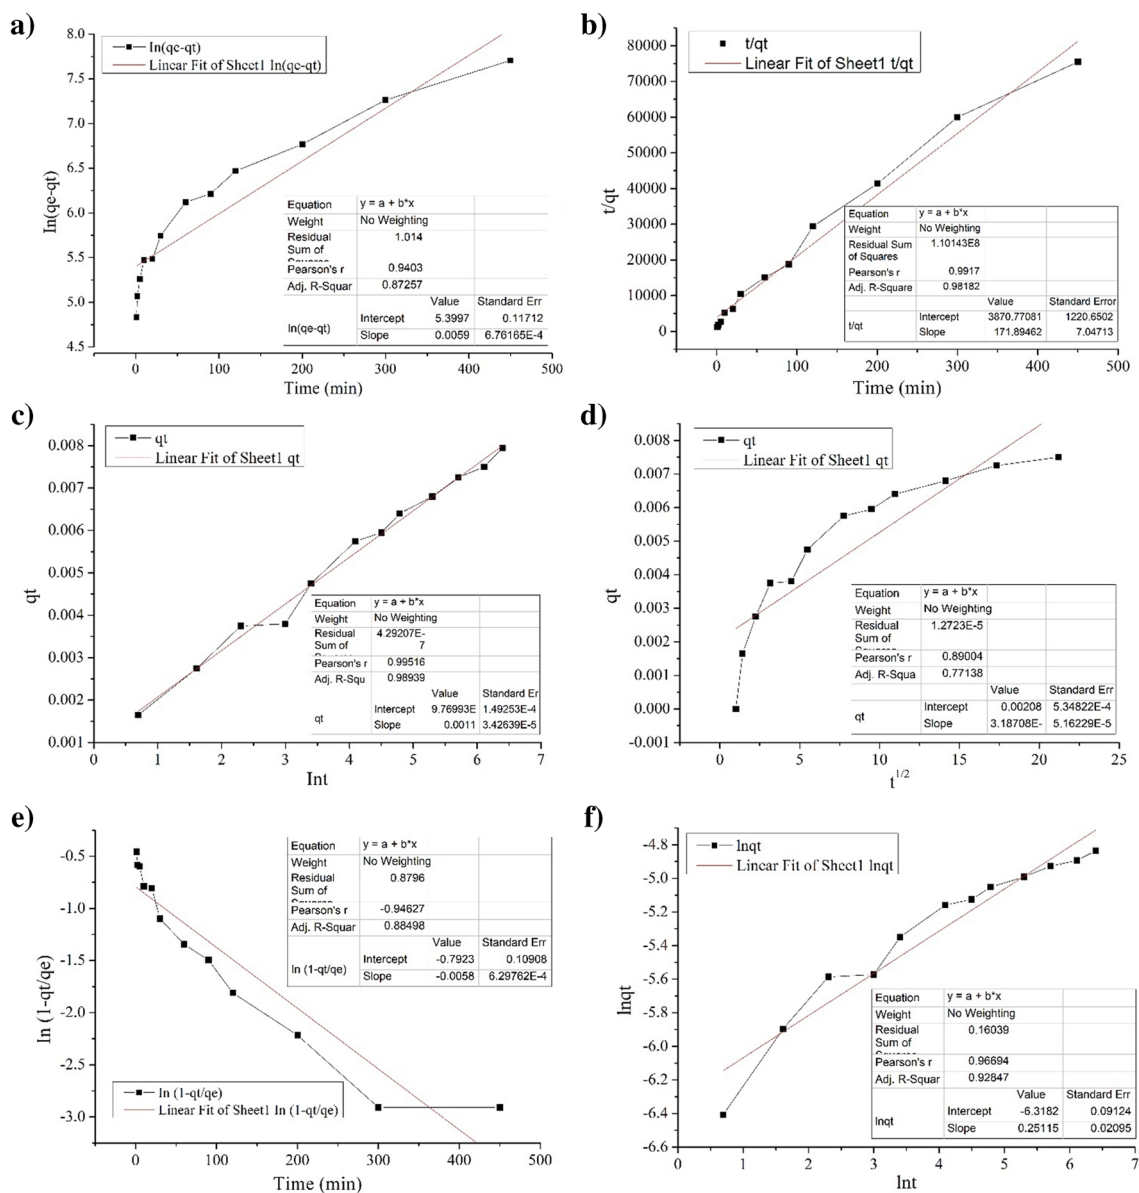 a)
ln(qe-qt)
Linear Fit of Sheet1 ln(qe-qt)
8.0
7.5
7.0
6.5
6.0
5.5
5.0
4.5
ln(qe-qt)
0 100 200 300 400 500
Time (min)
Equation y = a + b*x
Weight No Weighting
Residual 1.014
Sum of
Pearson's r 0.9403
Adj. R-Squar 0.87257
Value Standard Err
ln(qe-qt) Intercept 5.3997 0.11712
Slope 0.0059 6.76165E-4
b)
t/qt
Linear Fit of Sheet1 t/qt
80000
70000
60000
50000
40000
30000
20000
10000
0
t/qt
0 100 200 300 400 500
Time (min)
Equation y = a + b*x
Weight No Weighting
Residual Sum 1.10143E8
of Squares
Pearson's r 0.9917
Adj. R-Square 0.98182
Value Standard Error
t/qt Intercept 3870.77081 1220.6502
Slope 171.89462 7.04713
c)
qt
Linear Fit of Sheet1 qt
0.008
0.007
0.006
0.005
0.004
0.003
0.002
0.001
qt
0 1 2 3 4 5 6 7
lnt
Equation y = a + b*x
Weight No Weighting
Residual 4.29207E-
Sum of 7
Pearson's r 0.99516
Adj. R-Squ 0.98939
Value Standard Er
qt Intercept 9.76993E 1.49253E-4
Slope 0.0011 3.42639E-5
d)
qt
Linear Fit of Sheet1 qt
0.008
0.007
0.006
0.005
0.004
0.003
0.002
0.001
0.000
-0.001
qt
0 5 10 15 20 25
t1/2
Equation y = a + b*x
Weight No Weighting
Residual 1.2723E-5
Sum of
Pearson's r 0.89004
Adj. R-Squa 0.77138
Value Standard Err
qt Intercept 0.00208 5.34822E-4
Slope 3.18708E- 5.16229E-5
e)
-0.5
-1.0
-1.5
-2.0
-2.5
-3.0
ln (1-qt/qe)
Equation y = a + b*x
Weight No Weighting
Residual 0.8796
Sum of
Pearson's r -0.94627
Adj. R-Squar 0.88498
Value Standard Err
ln (1-qt/qe) Intercept -0.7923 0.10908
Slope -0.0058 6.29762E-4
ln (1-qt/qe)
Linear Fit of Sheet1 ln (1-qt/qe)
0 100 200 300 400 500
Time (min)
f)
lnqt
Linear Fit of Sheet1 lnqt
-4.8
-5.0
-5.2
-5.4
-5.6
-5.8
-6.0
-6.2
-6.4
-6.6
lnqt
0 1 2 3 4 5 6 7
lnt
Equation y = a + b*x
Weight No Weighting
Residual 0.16039
Sum of
Pearson's r 0.96694
Adj. R-Squar 0.92847
Value Standard Err
lnqt Intercept -6.3182 0.09124
Slope 0.25115 0.02095